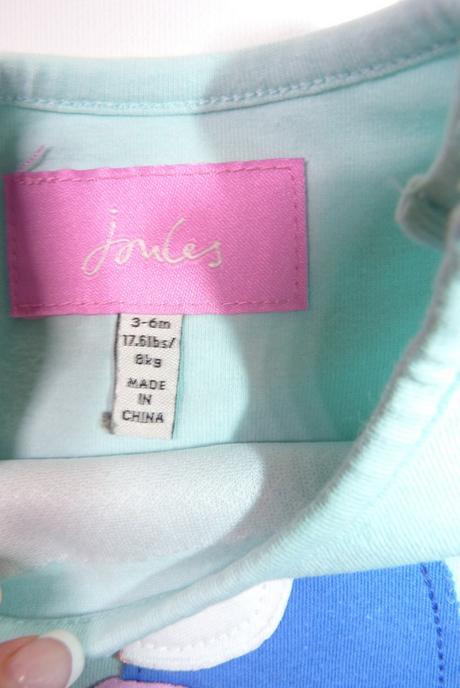 joules
3-6m
17.6lbs/
8kg
MADE
IN
CHINA